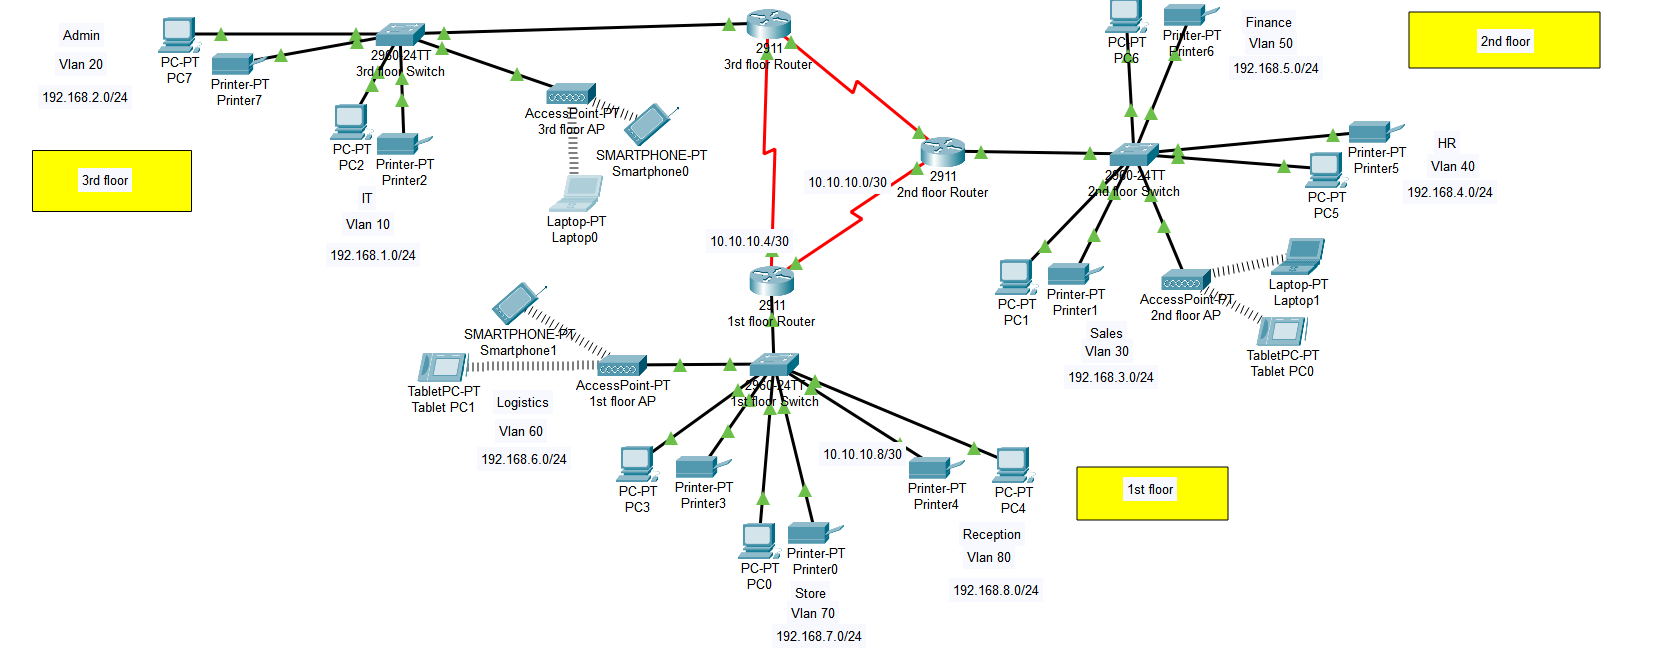 Admin
Vlan 20
192.168.2.0/24
PC-PT
PC7
Printer-PT
Printer7
2960-24TT
3rd floor Switch
2911
3rd floor Router
PC-PT
PC6
Printer-PT
Printer6
Finance
Vlan 50
192.168.5.0/24
2nd floor
3rd floor
PC-PT
PC2
Printer-PT
Printer2
IT
Vlan 10
192.168.1.0/24
AccessPoint-PT
3rd floor AP
SMARTPHONE-PT
Smartphone0
Laptop-PT
Laptop0
10.10.10.0/30
2911
2nd floor Router
2960-24TT
2nd floor Switch
Printer-PT
Printer5
HR
Vlan 40
192.168.4.0/24
PC-PT
PC5
10.10.10.4/30
2911
1st floor Router
PC-PT
PC1
Printer-PT
Printer1
Sales
Vlan 30
192.168.3.0/24
AccessPoint-PT
2nd floor AP
Laptop-PT
Laptop1
TabletPC-PT
Tablet PC0
SMARTPHONE-PT
Smartphone1
TabletPC-PT
Tablet PC1
AccessPoint-PT
1st floor AP
2960-24TT
1st floor Switch
Logistics
Vlan 60
192.168.6.0/24
PC-PT
PC3
Printer-PT
Printer3
10.10.10.8/30
Printer-PT
Printer4
PC-PT
PC4
1st floor
Reception
Vlan 80
192.168.8.0/24
PC-PT
PC0
Printer-PT
Printer0
Store
Vlan 70
192.168.7.0/24